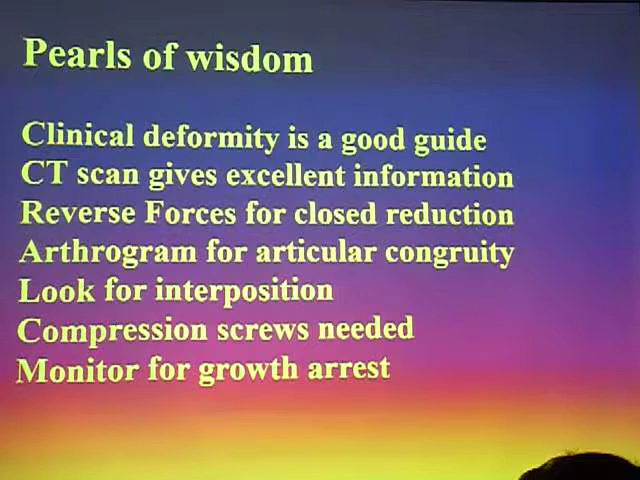 Pearls of wisdom
Clinical deformity is a good guide
CT scan gives excellent information
Reverse Forces for closed reduction
Arthrogram for articular congruity
Look for interposition
Compression screws needed
Monitor for growth arrest